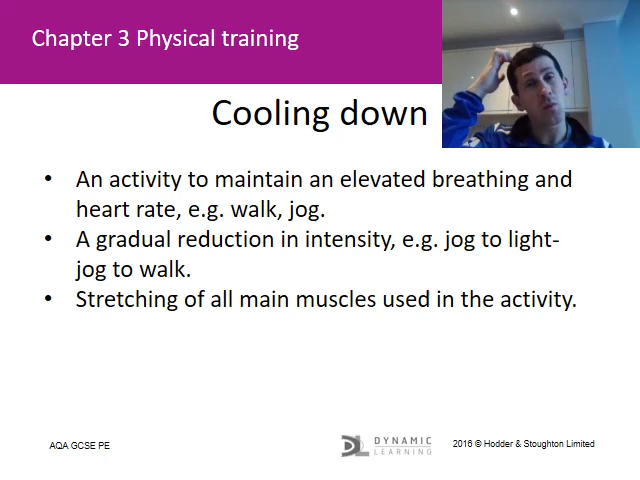 Chapter 3 Physical training
Cooling down
• An activity to maintain an elevated breathing and
heart rate, e.g. walk, jog.
• A gradual reduction in intensity, e.g. jog to light-
jog to walk.
• Stretching of all main muscles used in the activity.
AQA GCSE PE
DL DYNAMIC
LEARNING
2016 © Hodder & Stoughton Limited